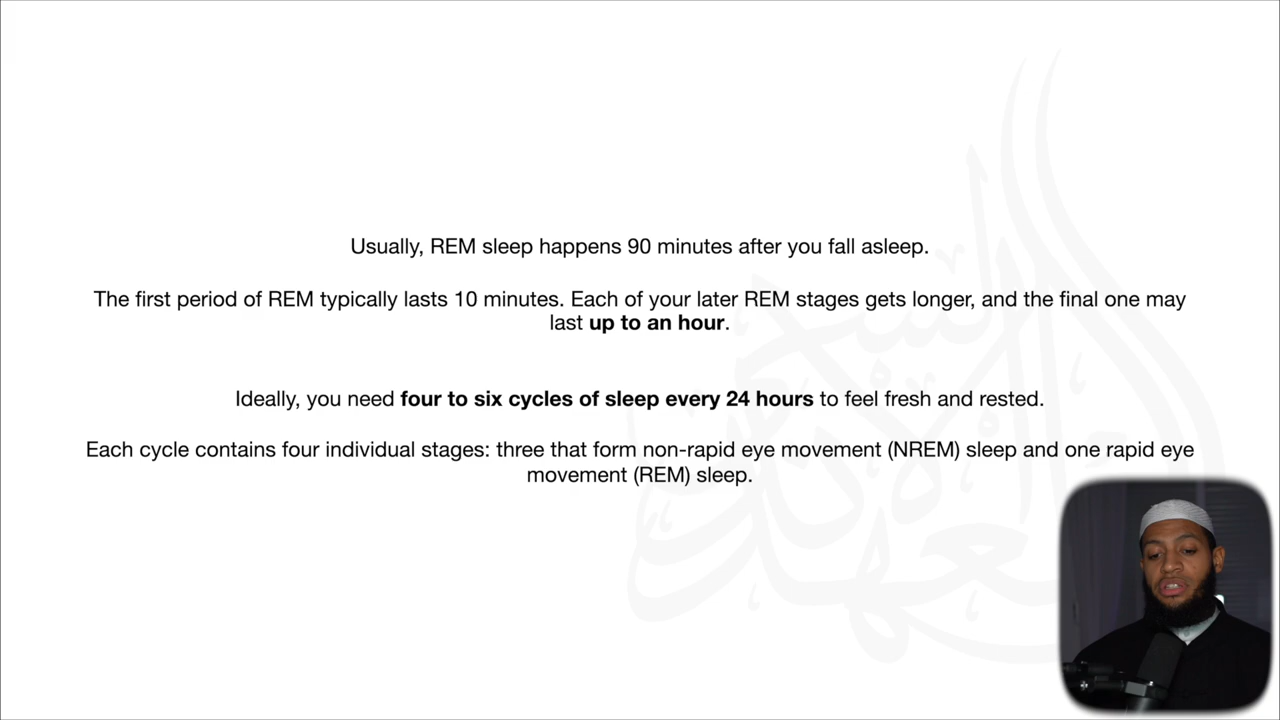 Usually, REM sleep happens 90 minutes after you fall asleep.
The first period of REM typically lasts 10 minutes. Each of your later REM stages gets longer, and the final one may
last up to an hour.
Ideally, you need four to six cycles of sleep every 24 hours to feel fresh and rested.
Each cycle contains four individual stages: three that form non-rapid eye movement (NREM) sleep and one rapid eye
movement (REM) sleep.